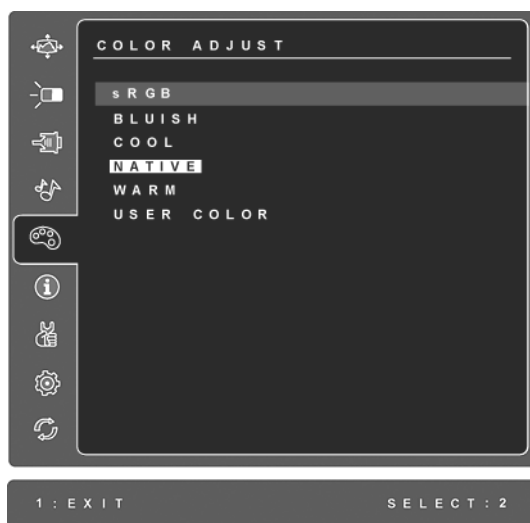 COLOR ADJUST
sRGB
BLUISH
COOL
NATIVE
WARM
USER COLOR
1:EXIT SELECT:2